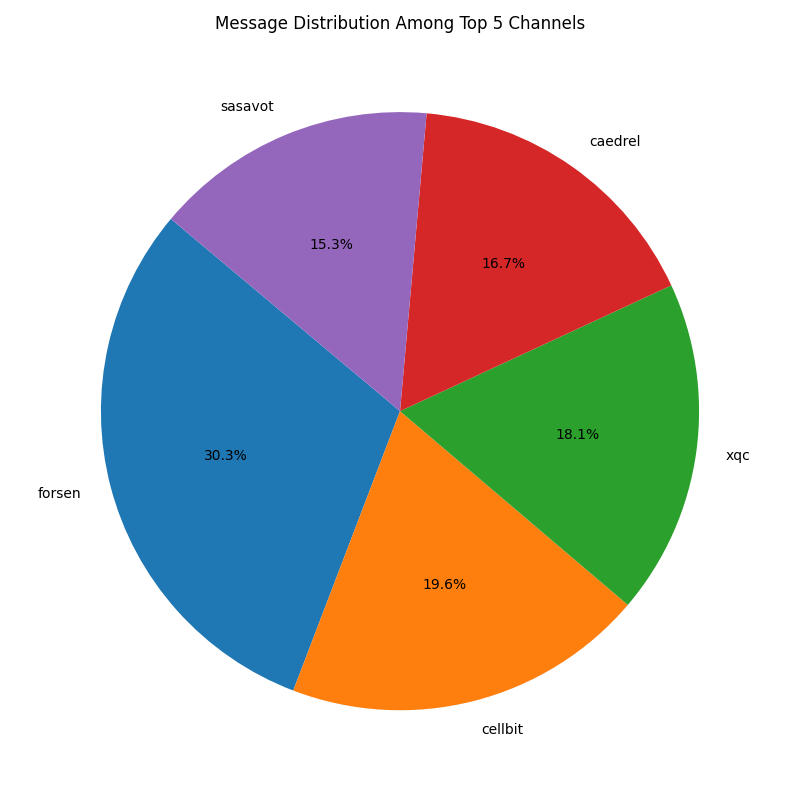 Message Distribution Among Top 5 Channels
sasavot
caedrel
15.3%
16.7%
18.1%
xqc
30.3%
forsen
19.6%
cellbit